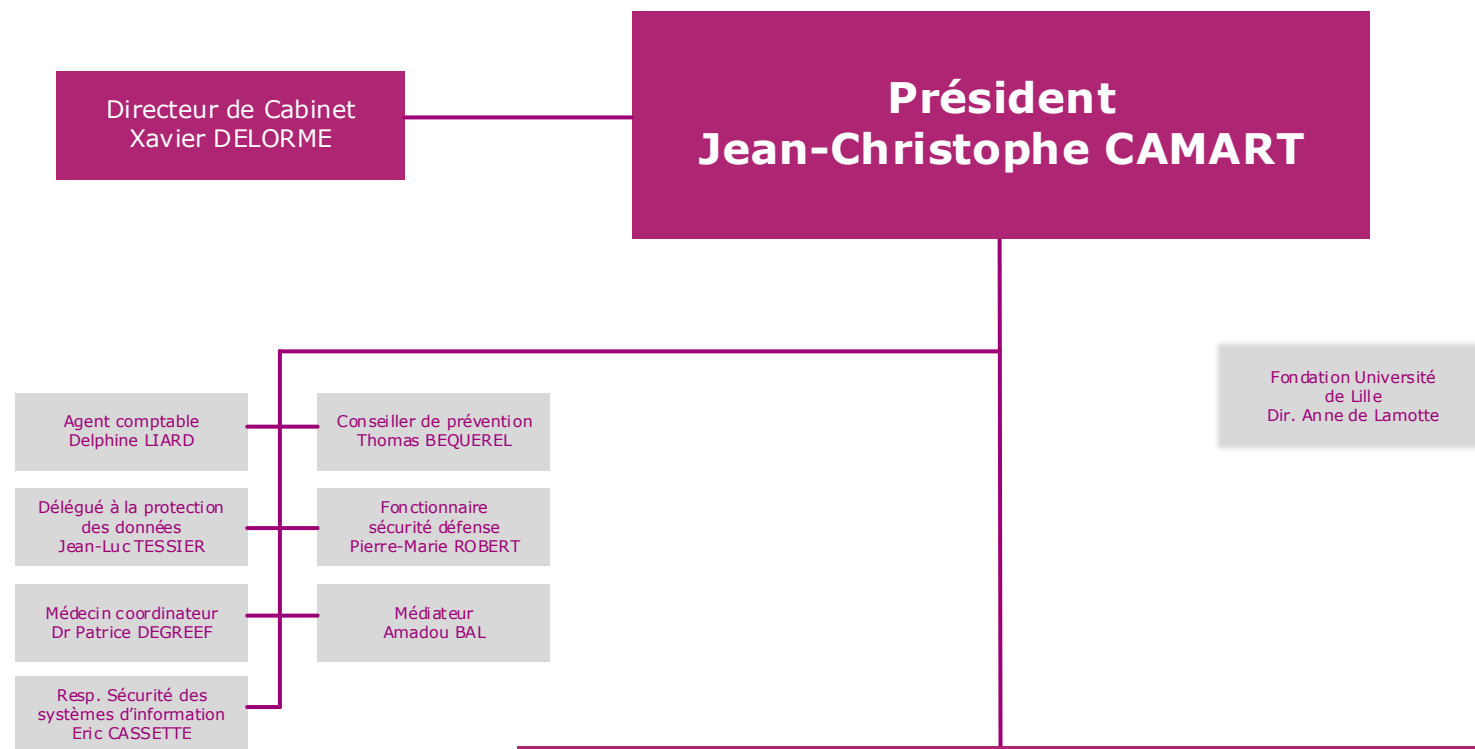 Président
Jean-Christophe CAMART
Directeur de Cabinet
Xavier DELORME
Fondation Université
de Lille
Dir. Anne de Lamotte
Agent comptable
Delphine LIARD
Conseiller de prévention
Thomas BEQUEREL
Délégué à la protection
des données
Jean-Luc TESSIER
Fonctionnaire
sécurité défense
Pierre-Marie ROBERT
Médecin coordinateur
Dr Patrice DEGREEF
Médiateur
Amadou BAL
Resp. Sécurité des
systèmes d’information
Eric CASSETTE